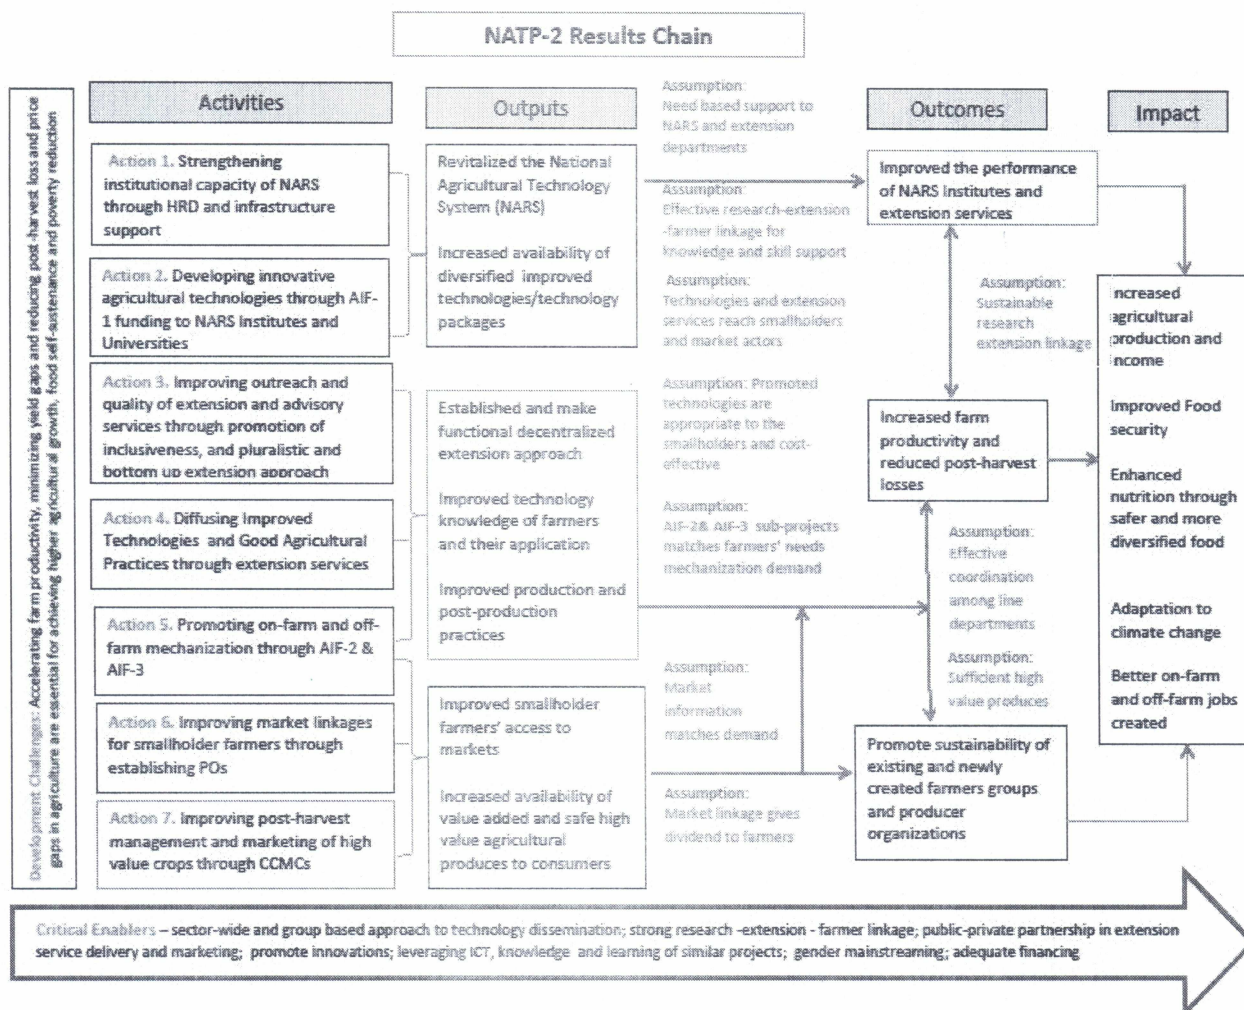 NATP-2 Results Chain
Development Challenges: Accelerating farm productivity, minimizing yield gaps and reducing post-harvest loss and price
gaps in agriculture are essential for achieving higher agricultural growth, food self-sustenance and poverty reduction
Activities
Action 1. Strengthening
institutional capacity of NARS
through HRD and infrastructure
support
Action 2. Developing innovative
agricultural technologies through AIF-
1 funding to NARS Institutes and
Universities
Action 3. Improving outreach and
quality of extension and advisory
services through promotion of
inclusiveness, and pluralistic and
bottom up extension approach
Action 4. Diffusing Improved
Technologies and Good Agricultural
Practices through extension services
Action 5. Promoting on-farm and off-
farm mechanization through AIF-2 &
AIF-3
Action 6. Improving market linkages
for smallholder farmers through
establishing POs
Action 7. Improving post-harvest
management and marketing of high
value crops through CCMCs
Outputs
Revitalized the National
Agricultural Technology
System (NARS)
Increased availability of
diversified improved
technologies/technology
packages
Established and make
functional decentralized
extension approach
Improved technology
knowledge of farmers
and their application
Improved production and
post-production
practices
Improved smallholder
farmers' access to
markets
Increased availability of
value added and safe high
value agricultural
produces to consumers
Assumption:
Need based support to
NARS and extension
departments
Assumption:
Effective research-extension
-farmer linkage for
knowledge and skill support
Assumption:
Technologies and extension
services reach smallholders
and market actors
Assumption: Promoted
technologies are
appropriate to the
smallholders and cost-
effective
Assumption:
AIF-2& AIF-3 sub-projects
matches farmers' needs
mechanization demand
Assumption:
Market
information
matches demand
Assumption:
Market linkage gives
dividend to farmers
Outcomes
Improved the performance
of NARS Institutes and
extension services
Assumption:
Sustainable
research
extension linkage
Increased farm
productivity and
reduced post-harvest
losses
Assumption:
Effective
coordination
among line
departments
Assumption:
Sufficient high
value produces
Promote sustainability of
existing and newly
created farmers groups
and producer
organizations
Impact
Increased
agricultural
production and
income
Improved Food
security
Enhanced
nutrition through
safer and more
diversified food
Adaptation to
climate change
Better on-farm
and off-farm jobs
created
Critical Enablers – sector-wide and group based approach to technology dissemination; strong research -extension - farmer linkage; public-private partnership in extension
service delivery and marketing; promote innovations; leveraging ICT, knowledge and learning of similar projects; gender mainstreaming; adequate financing